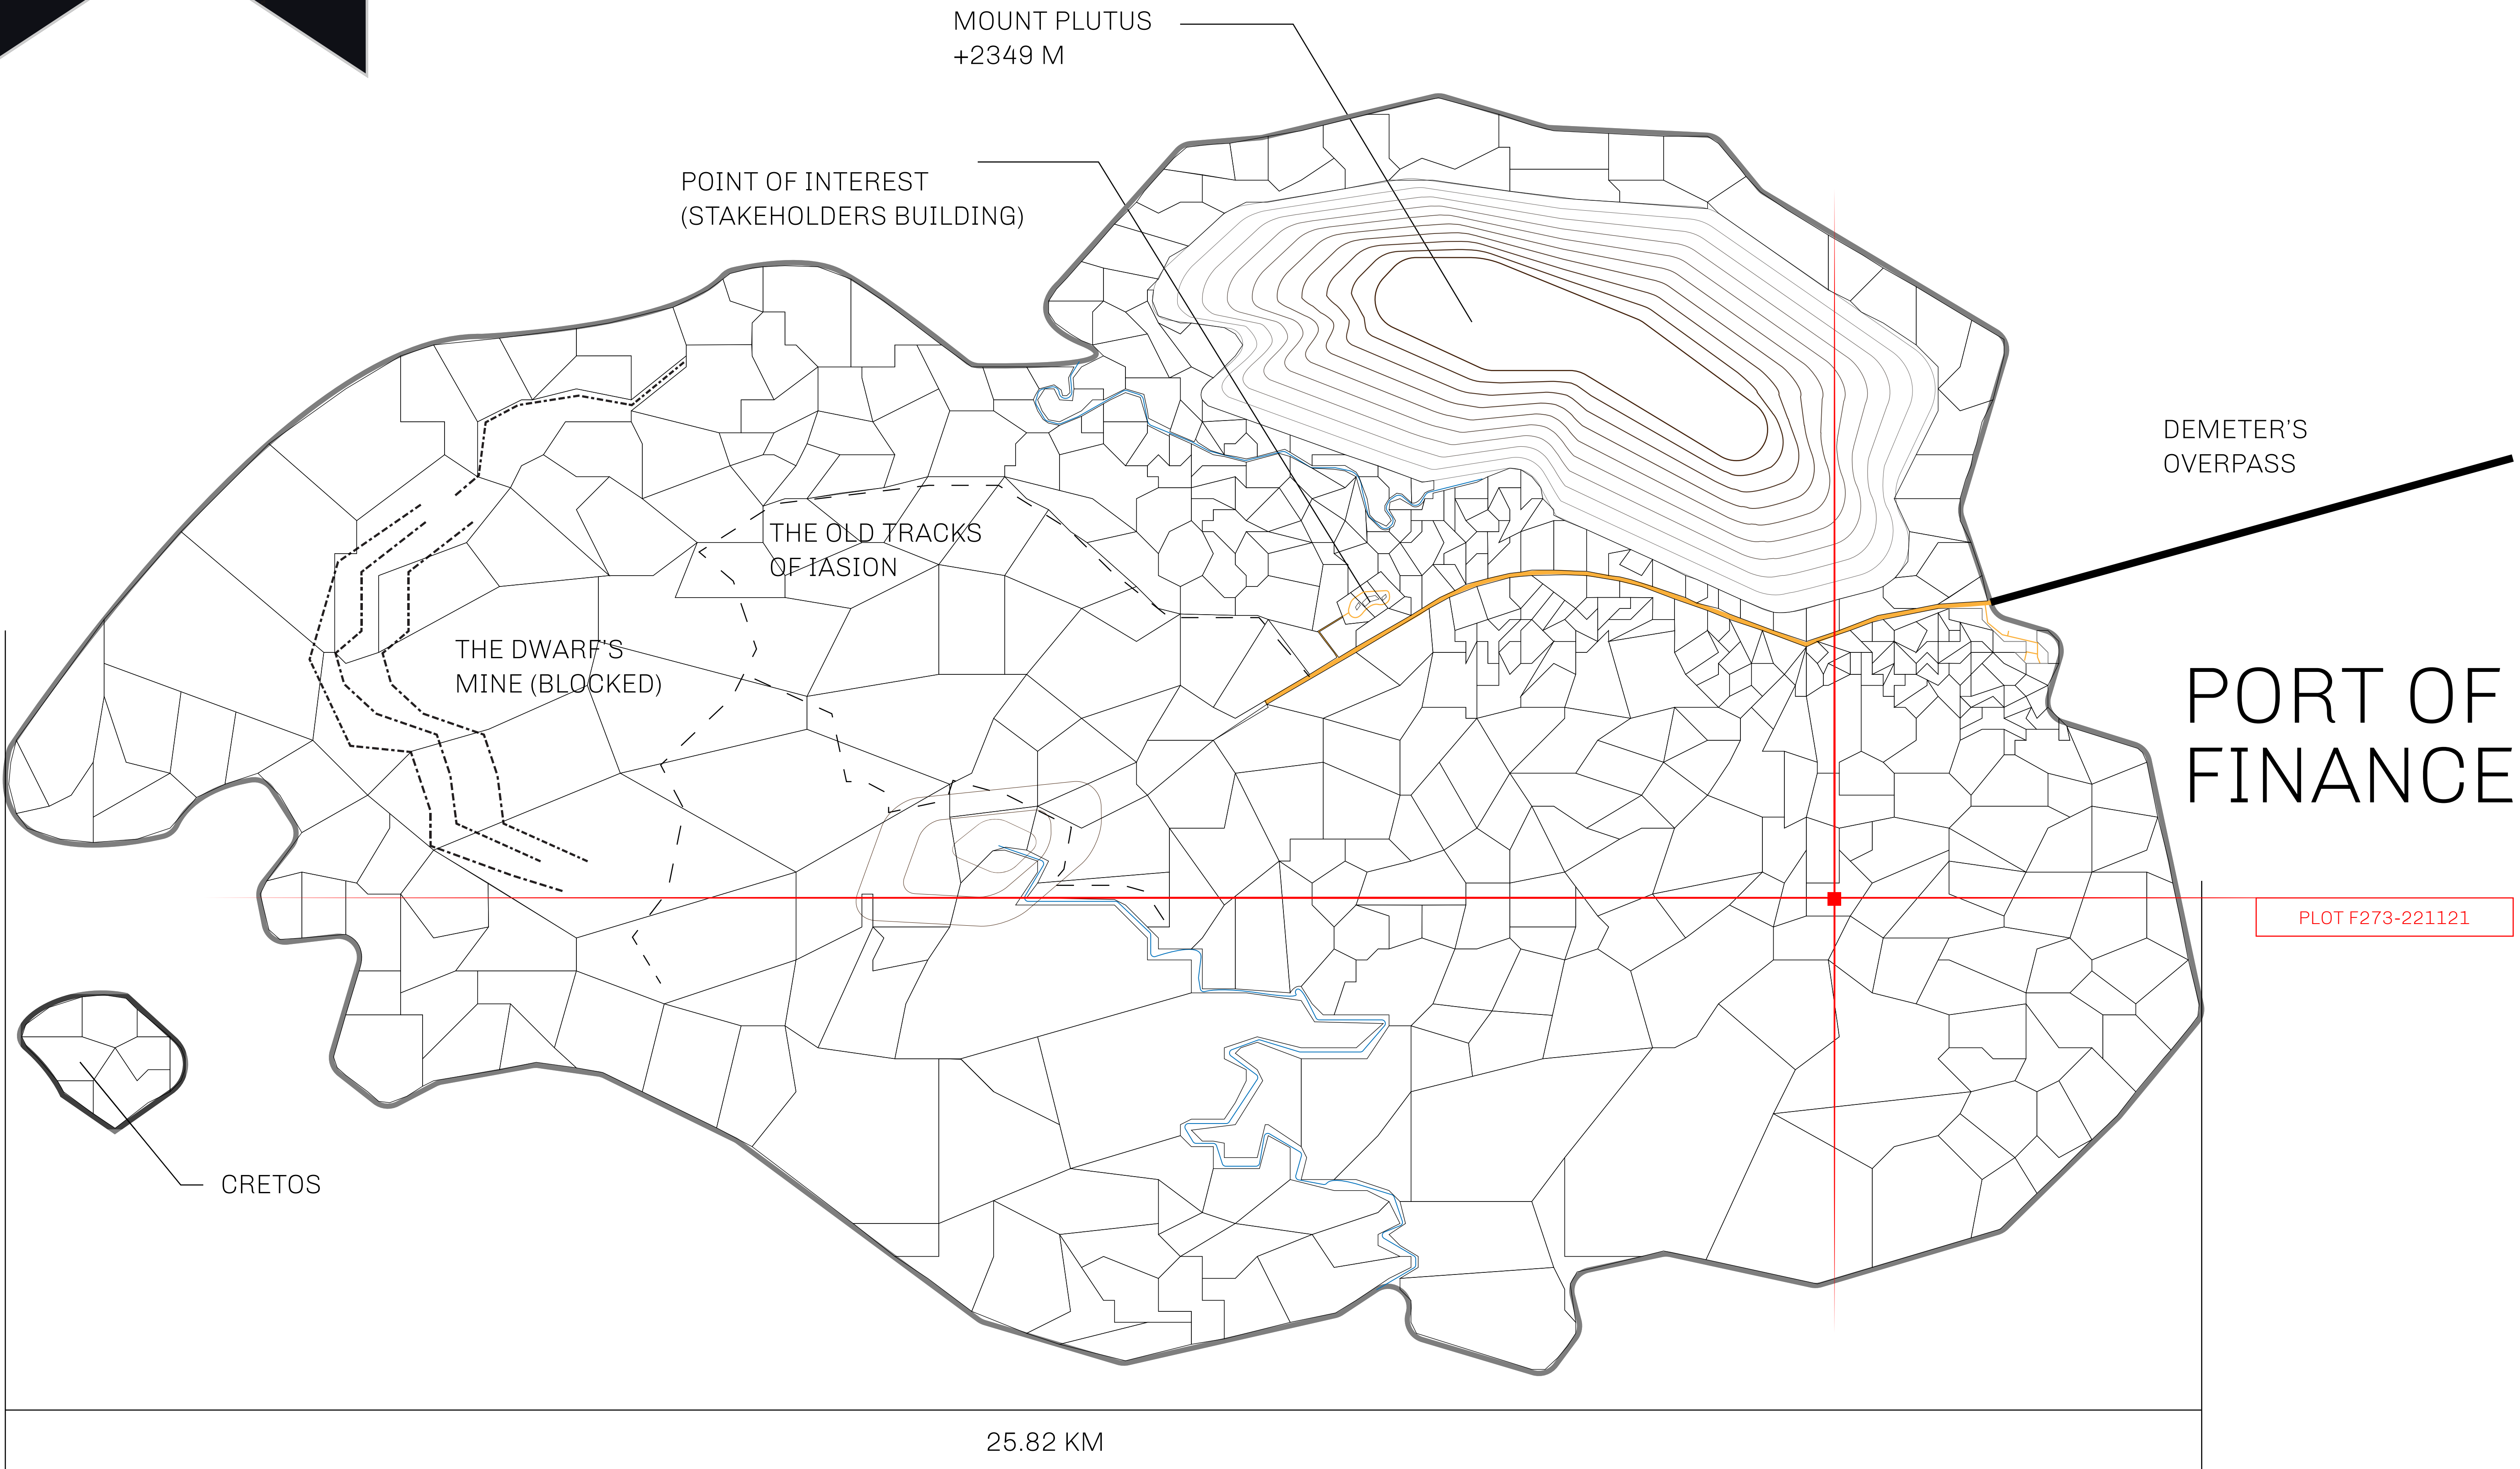 MOUNT PLUTUS
+2349 M
POINT OF INTEREST
(STAKEHOLDERS BUILDING)
DEMETER'S
OVERPASS
THE OLD TRACKS
OF IASION
THE DWARF'S
MINE (BLOCKED)
PORT OF
FINANCE
PLOT F273-221121
CRETOS
25.82 KM